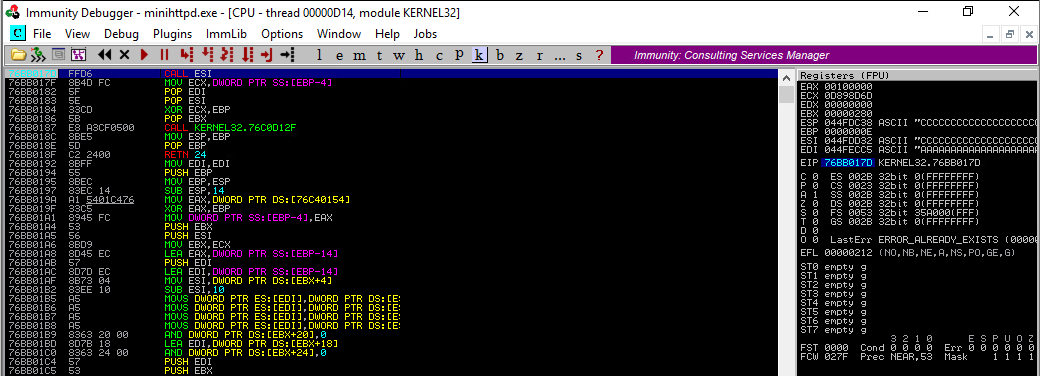 Immunity Debugger - minihttpd.exe - [CPU - thread 00000D14, module KERNEL32]
C File View Debug Plugins ImmLib Options Window Help Jobs
l e m t w h c p k b z r ... s ? Immunity: Consulting Services Manager
FFD6 CALL ESI
76BB017F 8B4D FC MOV ECX,DWORD PTR SS:[EBP-4]
76BB0182 5F POP EDI
76BB0183 5E POP ESI
76BB0184 33CD XOR ECX,EBP
76BB0186 5B POP EBX
76BB0187 E8 A3CF0500 CALL KERNEL32.76C0D12F
76BB018C 8BE5 MOV ESP,EBP
76BB018E 5D POP EBP
76BB018F C2 2400 RETN 24
76BB0192 8BFF MOV EDI,EDI
76BB0194 55 PUSH EBP
76BB0195 8BEC MOV EBP,ESP
76BB0197 83EC 14 SUB ESP,14
76BB019A A1 5401C476 MOV EAX,DWORD PTR DS:[76C40154]
76BB019F 33C5 XOR EAX,EBP
76BB01A1 8945 FC MOV DWORD PTR SS:[EBP-4],EAX
76BB01A4 53 PUSH EBX
76BB01A5 56 PUSH ESI
76BB01A6 8BD9 MOV EBX,ECX
76BB01A8 8D45 EC LEA EAX,DWORD PTR SS:[EBP-14]
76BB01AB 57 PUSH EDI
76BB01AC 8D7D EC LEA EDI,DWORD PTR SS:[EBP-14]
76BB01AF 8B73 04 MOV ESI,DWORD PTR DS:[EBX+4]
76BB01B2 83EE 10 SUB ESI,10
76BB01B5 A5 MOVS DWORD PTR ES:[EDI],DWORD PTR DS:[E
76BB01B6 A5 MOVS DWORD PTR ES:[EDI],DWORD PTR DS:[E
76BB01B7 A5 MOVS DWORD PTR ES:[EDI],DWORD PTR DS:[E
76BB01B8 A5 MOVS DWORD PTR ES:[EDI],DWORD PTR DS:[E
76BB01B9 8363 20 00 AND DWORD PTR DS:[EBX+20],0
76BB01BD 8D7B 18 LEA EDI,DWORD PTR DS:[EBX+18]
76BB01C0 8363 24 00 AND DWORD PTR DS:[EBX+24],0
76BB01C4 57 PUSH EDI
76BB01C5 53 PUSH EBX
Registers (FPU)
EAX 00100000
ECX 0D898D6D
EDX 00000000
EBX 00000280
ESP 044FDC38 ASCII "CCCCCCCCCCCCCCCCCCCC
EBP 0000000E
ESI 044FDD32 ASCII "CCCCCCCCCCCCCCCCCCCC
EDI 044FECC5 ASCII "AAAAAAAAAAAAAAAAAAAA
EIP 76BB017D KERNEL32.76BB017D
C 0 ES 002B 32bit 0(FFFFFFFF)
P 0 CS 0023 32bit 0(FFFFFFFF)
A 1 SS 002B 32bit 0(FFFFFFFF)
Z 0 DS 002B 32bit 0(FFFFFFFF)
S 0 FS 0053 32bit 35A000(FFF)
T 0 GS 002B 32bit 0(FFFFFFFF)
D 0
O 0 LastErr ERROR_ALREADY_EXISTS (0000
EFL 00000212 (NO,NB,NE,A,NS,PO,GE,G)
ST0 empty g
ST1 empty g
ST2 empty g
ST3 empty g
ST4 empty g
ST5 empty g
ST6 empty g
ST7 empty g
3 2 1 0 E S P U O Z
FST 0000 Cond 0 0 0 0 Err 0 0 0 0 0 0
FCW 027F Prec NEAR,53 Mask 1 1 1 1